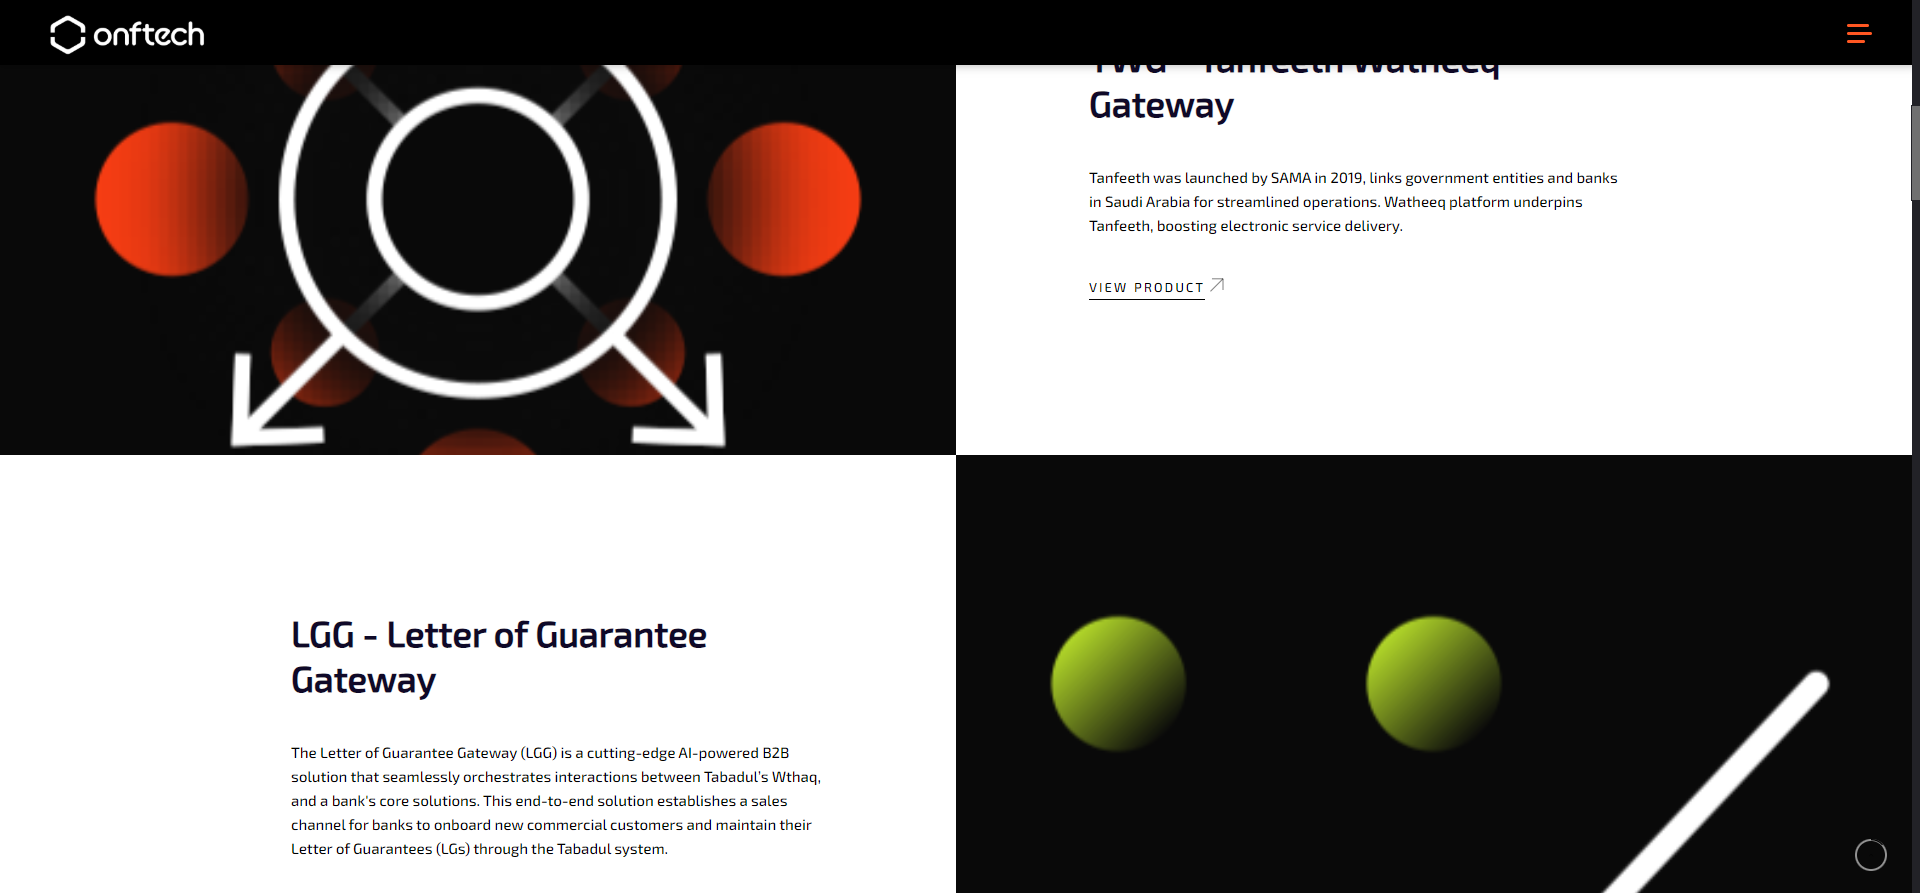 onftech
TWG - Tanfeeth Watheeq
Gateway
Tanfeeth was launched by SAMA in 2019, links government entities and banks
in Saudi Arabia for streamlined operations. Watheeq platform underpins
Tanfeeth, boosting electronic service delivery.
VIEW PRODUCT
LGG - Letter of Guarantee
Gateway
The Letter of Guarantee Gateway (LGG) is a cutting-edge AI-powered B2B
solution that seamlessly orchestrates interactions between Tabadul's Wthaq,
and a bank's core solutions. This end-to-end solution establishes a sales
channel for banks to onboard new commercial customers and maintain their
Letter of Guarantees (LGs) through the Tabadul system.